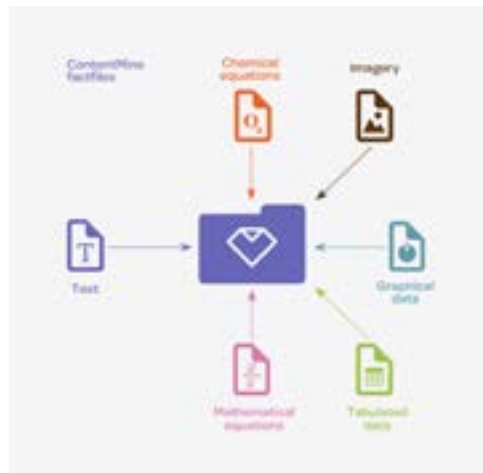 ContentMine
factfiles
Chemical
equations
Imagery
O
T
Text
Graphical
data
Mathematical
equations
Tabulated
data